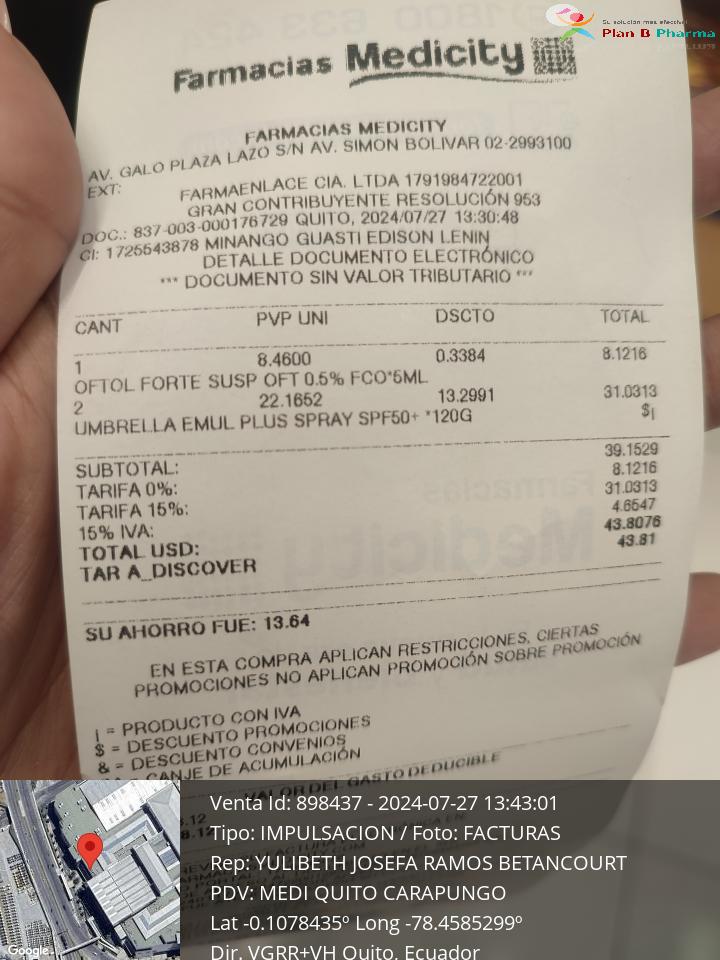 Su solución más efectiva!
Plan B Pharma
Farmacias Medicity
FARMACIAS MEDICITY
AV. GALO PLAZA LAZO S/N AV. SIMON BOLIVAR 02-2993100
EXT:
FARMAENLACE CIA. LTDA 1791984722001
GRAN CONTRIBUYENTE RESOLUCIÓN 953
DOC.: 837-003-000176729 QUITO, 2024/07/27 13:30:48
CI: 1725543878 MINANGO GUASTI EDISON LENIN
DETALLE DOCUMENTO ELECTRÓNICO
*** DOCUMENTO SIN VALOR TRIBUTARIO ***
CANT PVP UNI DSCTO TOTAL
1 8.4600 0.3384 8.1216
OFTOL FORTE SUSP OFT 0.5% FCO*5ML
2 22.1652 13.2991 31.0313
UMBRELLA EMUL PLUS SPRAY SPF50+ *120G $|
SUBTOTAL: 39.1529
TARIFA 0%: 8.1216
TARIFA 15%: 31.0313
15% IVA: 4.6547
TOTAL USD: 43.8076
TAR A_DISCOVER 43.81
SU AHORRO FUE: 13.64
EN ESTA COMPRA APLICAN RESTRICCIONES. CIERTAS
PROMOCIONES NO APLICAN PROMOCIÓN SOBRE PROMOCIÓN
| = PRODUCTO CON IVA
$ = DESCUENTO PROMOCIONES
& = DESCUENTO CONVENIOS
CANJE DE ACUMULACIÓN
VALOR DEL GASTO DEDUCIBLE
Venta Id: 898437 - 2024-07-27 13:43:01
Tipo: IMPULSACION / Foto: FACTURAS
Rep: YULIBETH JOSEFA RAMOS BETANCOURT
PDV: MEDI QUITO CARAPUNGO
Lat -0.1078435º Long -78.4585299º
Dir. VGRR+VH Quito, Ecuador
Google